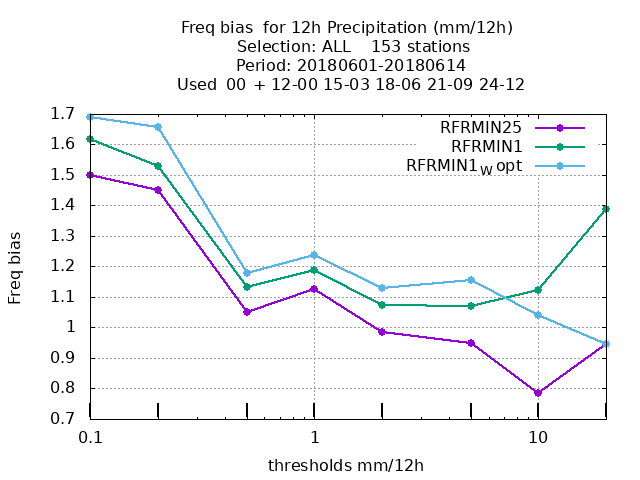 Freq bias  for 12h Precipitation (mm/12h)
Selection: ALL    153 stations
Period: 20180601-20180614
Used  00 + 12-00 15-03 18-06 21-09 24-12
RFRMIN25
RFRMIN1
RFRMIN1W opt
Freq bias
1.7
1.6
1.5
1.4
1.3
1.2
1.1
1
0.9
0.8
0.7
0.1 1 10
thresholds mm/12h